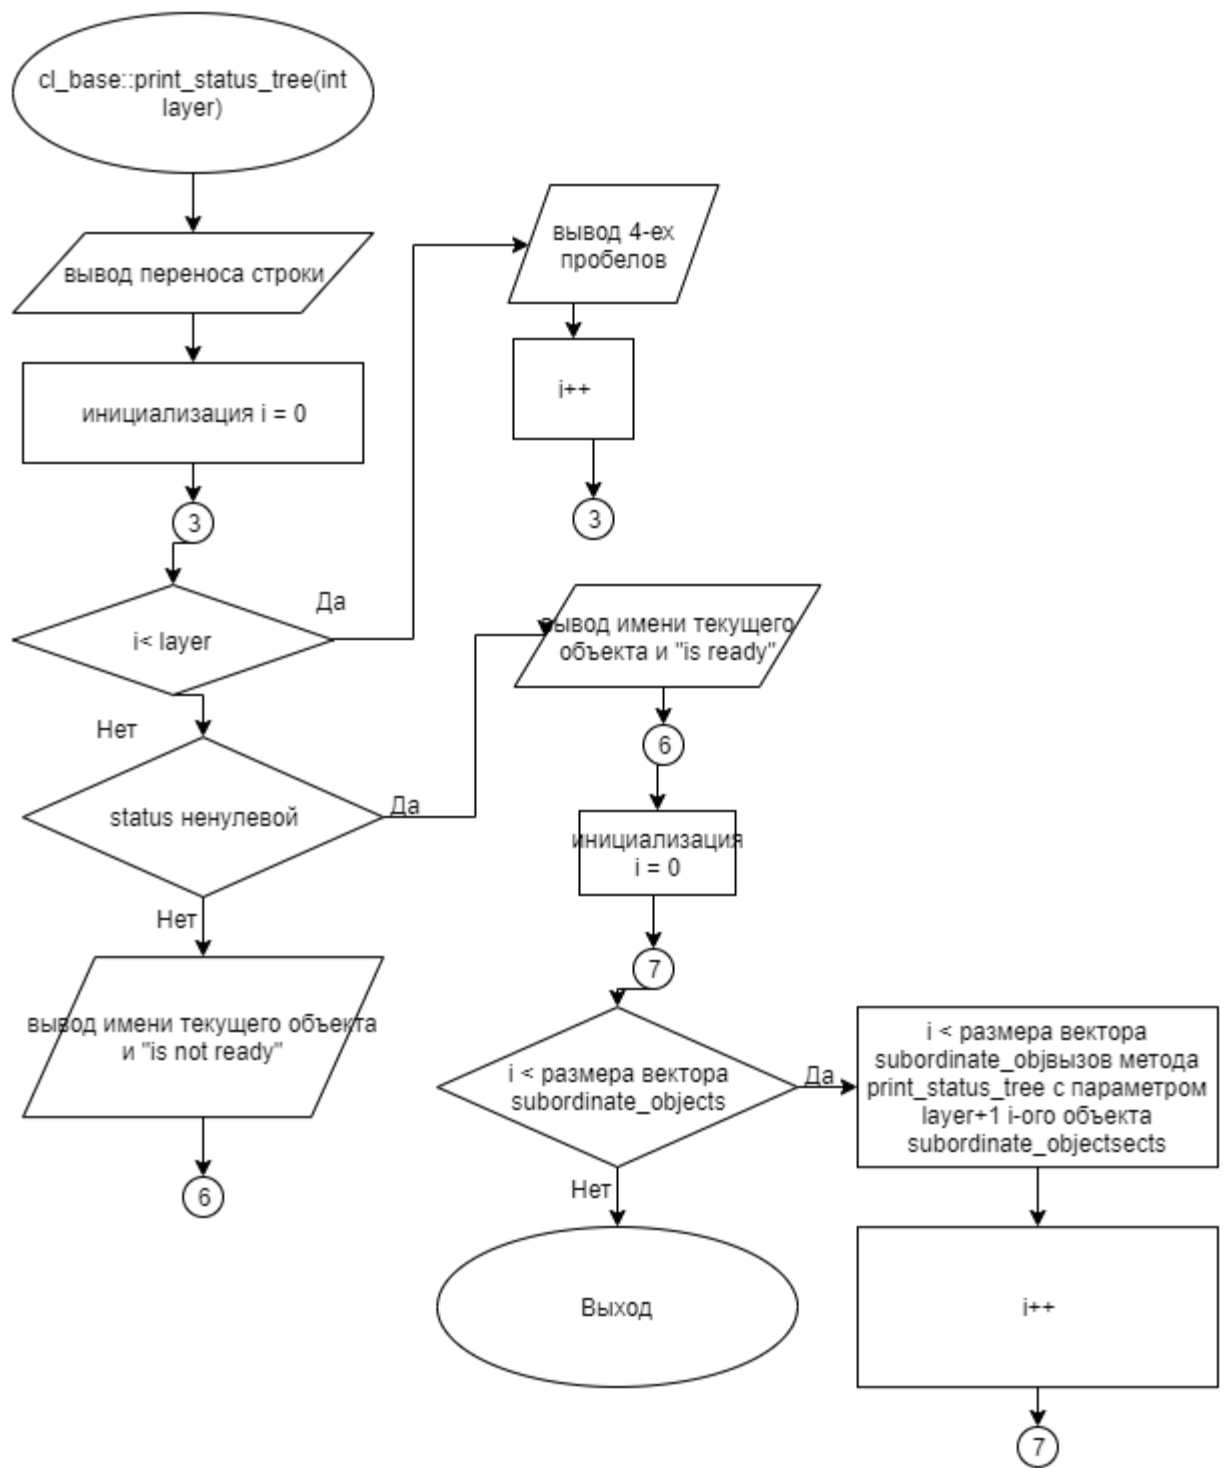 cl_base::print_status_tree(int
layer)
вывод переноса строки
инициализация i = 0
3
i< layer
Да
вывод 4-ех
пробелов
i++
3
Нет
status ненулевой
Да
вывод имени текущего
объекта и "is ready"
6
инициализация
i = 0
7
Нет
вывод имени текущего объекта
и "is not ready"
6
i < размера вектора
subordinate_objects
Да
i < размера вектора
subordinate_objвызов метода
print_status_tree с параметром
layer+1 i-ого объекта
subordinate_objectsects
Нет
Выход
i++
7